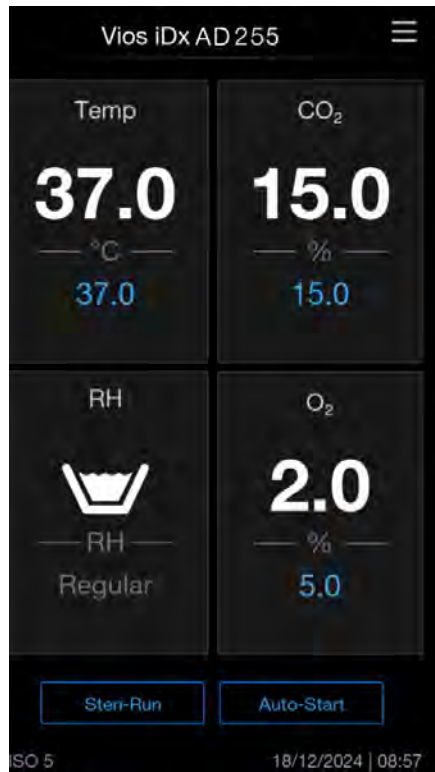 Vios iDx AD 255
Temp
37.0
°C
37.0
CO₂
15.0
%
15.0
RH
RH
Regular
O₂
2.0
%
5.0
Steri-Run
Auto-Start
ISO 5
18/12/2024 | 08:57